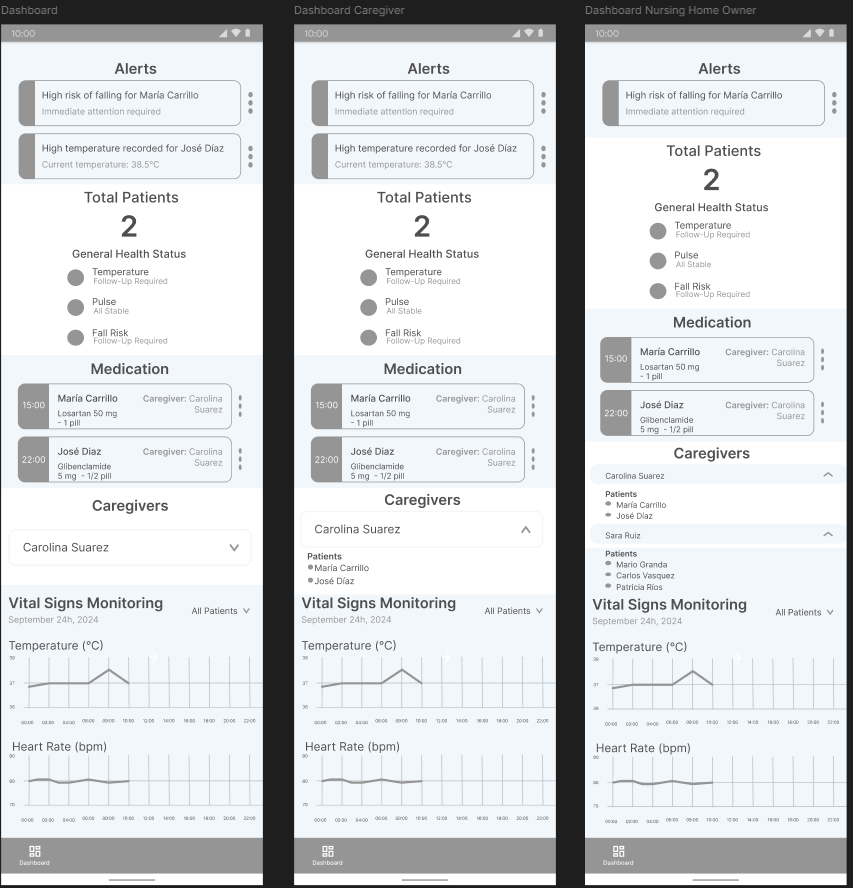 Dashboard
10:00
Alerts
High risk of falling for María Carrillo
Immediate attention required
High temperature recorded for José Díaz
Current temperature: 38.5°C
Total Patients
2
General Health Status
Temperature
Follow-Up Required
Pulse
All Stable
Fall Risk
Follow-Up Required
Medication
15:00
María Carrillo
Losartan 50 mg
- 1 pill
Caregiver: Carolina
Suarez
22:00
José Diaz
Glibenclamide
5 mg - 1/2 pill
Caregiver: Carolina
Suarez
Caregivers
Carolina Suarez
Vital Signs Monitoring
All Patients
September 24h, 2024
Temperature (°C)
39
37
36
00:00 02:00 04:00 06:00 08:00 10:00 12:00 14:00 16:00 18:00 20:00 22:00
Heart Rate (bpm)
90
80
70
00:00 02:00 04:00 06:00 08:00 10:00 12:00 14:00 16:00 18:00 20:00 22:00
Dashboard
Dashboard Caregiver
10:00
Alerts
High risk of falling for María Carrillo
Immediate attention required
High temperature recorded for José Díaz
Current temperature: 38.5°C
Total Patients
2
General Health Status
Temperature
Follow-Up Required
Pulse
All Stable
Fall Risk
Follow-Up Required
Medication
15:00
María Carrillo
Losartan 50 mg
- 1 pill
Caregiver: Carolina
Suarez
22:00
José Diaz
Glibenclamide
5 mg - 1/2 pill
Caregiver: Carolina
Suarez
Caregivers
Carolina Suarez
Patients
María Carrillo
José Díaz
Vital Signs Monitoring
All Patients
September 24h, 2024
Temperature (°C)
39
37
36
00:00 02:00 04:00 06:00 08:00 10:00 12:00 14:00 16:00 18:00 20:00 22:00
Heart Rate (bpm)
90
80
70
00:00 02:00 04:00 06:00 08:00 10:00 12:00 14:00 16:00 18:00 20:00 22:00
Dashboard
Dashboard Nursing Home Owner
10:00
Alerts
High risk of falling for María Carrillo
Immediate attention required
Total Patients
2
General Health Status
Temperature
Follow-Up Required
Pulse
All Stable
Fall Risk
Follow-Up Required
Medication
15:00
María Carrillo
Losartan 50 mg
- 1 pill
Caregiver: Carolina
Suarez
22:00
José Diaz
Glibenclamide
5 mg - 1/2 pill
Caregiver: Carolina
Suarez
Caregivers
Carolina Suarez
Patients
María Carrillo
José Díaz
Sara Ruiz
Patients
Mario Granda
Carlos Vasquez
Patricia Ríos
Vital Signs Monitoring
All Patients
September 24h, 2024
Temperature (°C)
39
37
36
00:00 02:00 04:00 06:00 08:00 10:00 12:00 14:00 16:00 18:00 20:00 22:00
Heart Rate (bpm)
90
80
70
00:00 02:00 04:00 06:00 08:00 10:00 12:00 14:00 16:00 18:00 20:00 22:00
Dashboard